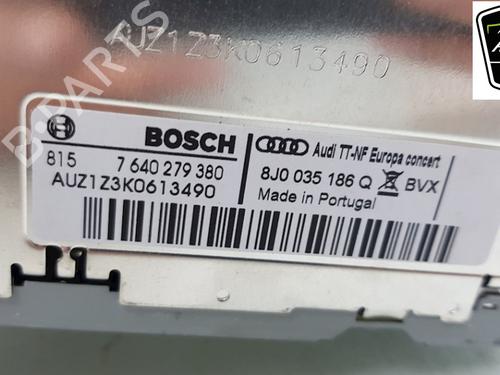 AUZ1Z3K0613490
B-PARTS
BOSCH
Audi TT-NF Europa concert
815 7 640 279 380
8J0 035 186 Q BVX
AUZ1Z3K0613490
Made in Portugal